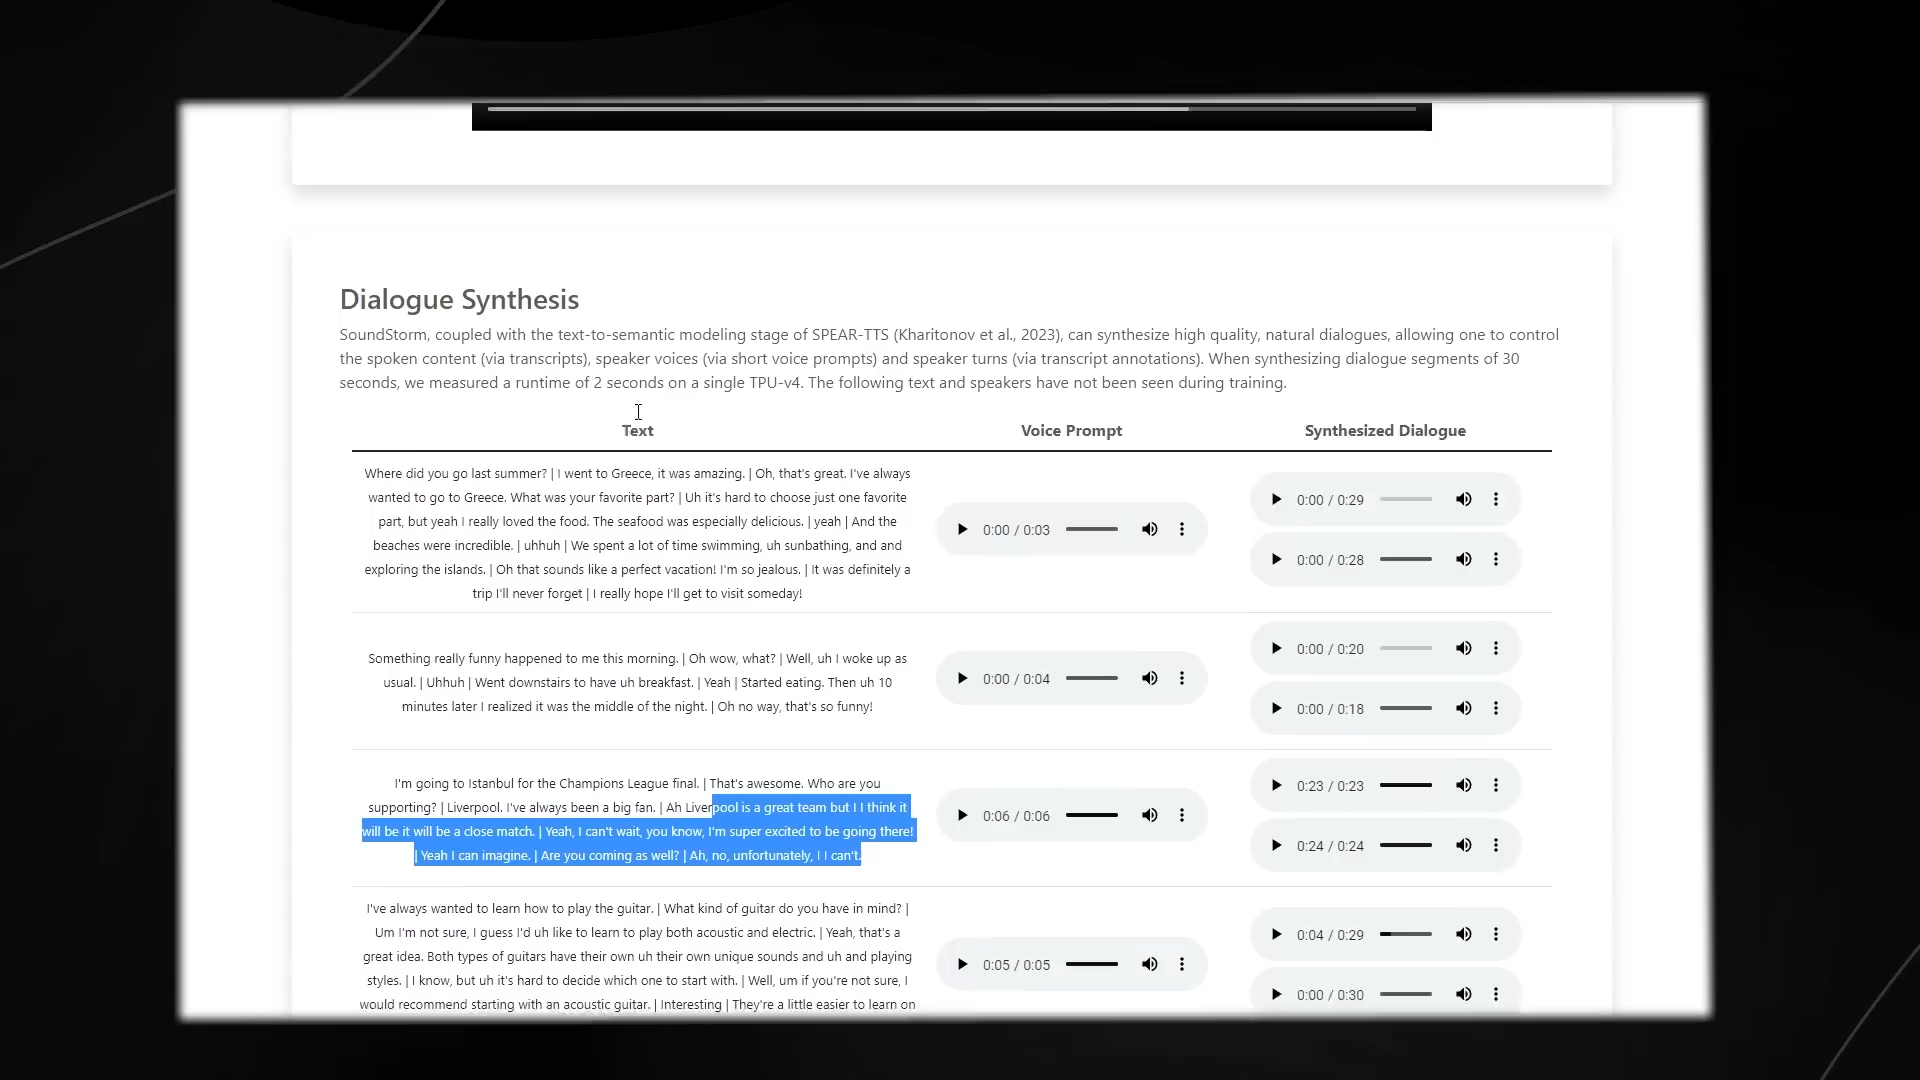 Dialogue Synthesis
SoundStorm, coupled with the text-to-semantic modeling stage of SPEAR-TTS (Kharitonov et al., 2023), can synthesize high quality, natural dialogues, allowing one to control
the spoken content (via transcripts), speaker voices (via short voice prompts) and speaker turns (via transcript annotations). When synthesizing dialogue segments of 30
seconds, we measured a runtime of 2 seconds on a single TPU-v4. The following text and speakers have not been seen during training.
Text Voice Prompt Synthesized Dialogue
Where did you go last summer? | I went to Greece, it was amazing. | Oh, that's great. I've always
wanted to go to Greece. What was your favorite part? | Uh it's hard to choose just one favorite
part, but yeah I really loved the food. The seafood was especially delicious. | yeah | And the
beaches were incredible. | uhhuh | We spent a lot of time swimming, uh sunbathing, and and
exploring the islands. | Oh that sounds like a perfect vacation! I'm so jealous. | It was definitely a
trip I'll never forget | I really hope I'll get to visit someday!
0:00 / 0:03
0:00 / 0:29
0:00 / 0:28
Something really funny happened to me this morning. | Oh wow, what? | Well, uh I woke up as
usual. | Uhhuh | Went downstairs to have uh breakfast. | Yeah | Started eating. Then uh 10
minutes later I realized it was the middle of the night. | Oh no way, that's so funny!
0:00 / 0:04
0:00 / 0:20
0:00 / 0:18
I'm going to Istanbul for the Champions League final. | That's awesome. Who are you
supporting? | Liverpool. I've always been a big fan. | Ah Liverpool is a great team but I I think it
will be it will be a close match. | Yeah, I can't wait, you know, I'm super excited to be going there!
| Yeah I can imagine. | Are you coming as well? | Ah, no, unfortunately, I I can't.
0:06 / 0:06
0:23 / 0:23
0:24 / 0:24
I've always wanted to learn how to play the guitar. | What kind of guitar do you have in mind? |
Um I'm not sure, I guess I'd uh like to learn to play both acoustic and electric. | Yeah, that's a
great idea. Both types of guitars have their own uh their own unique sounds and uh and playing
styles. | I know, but uh it's hard to decide which one to start with. | Well, um if you're not sure, I
would recommend starting with an acoustic guitar. | Interesting | They're a little easier to learn on
0:05 / 0:05
0:04 / 0:29
0:00 / 0:30